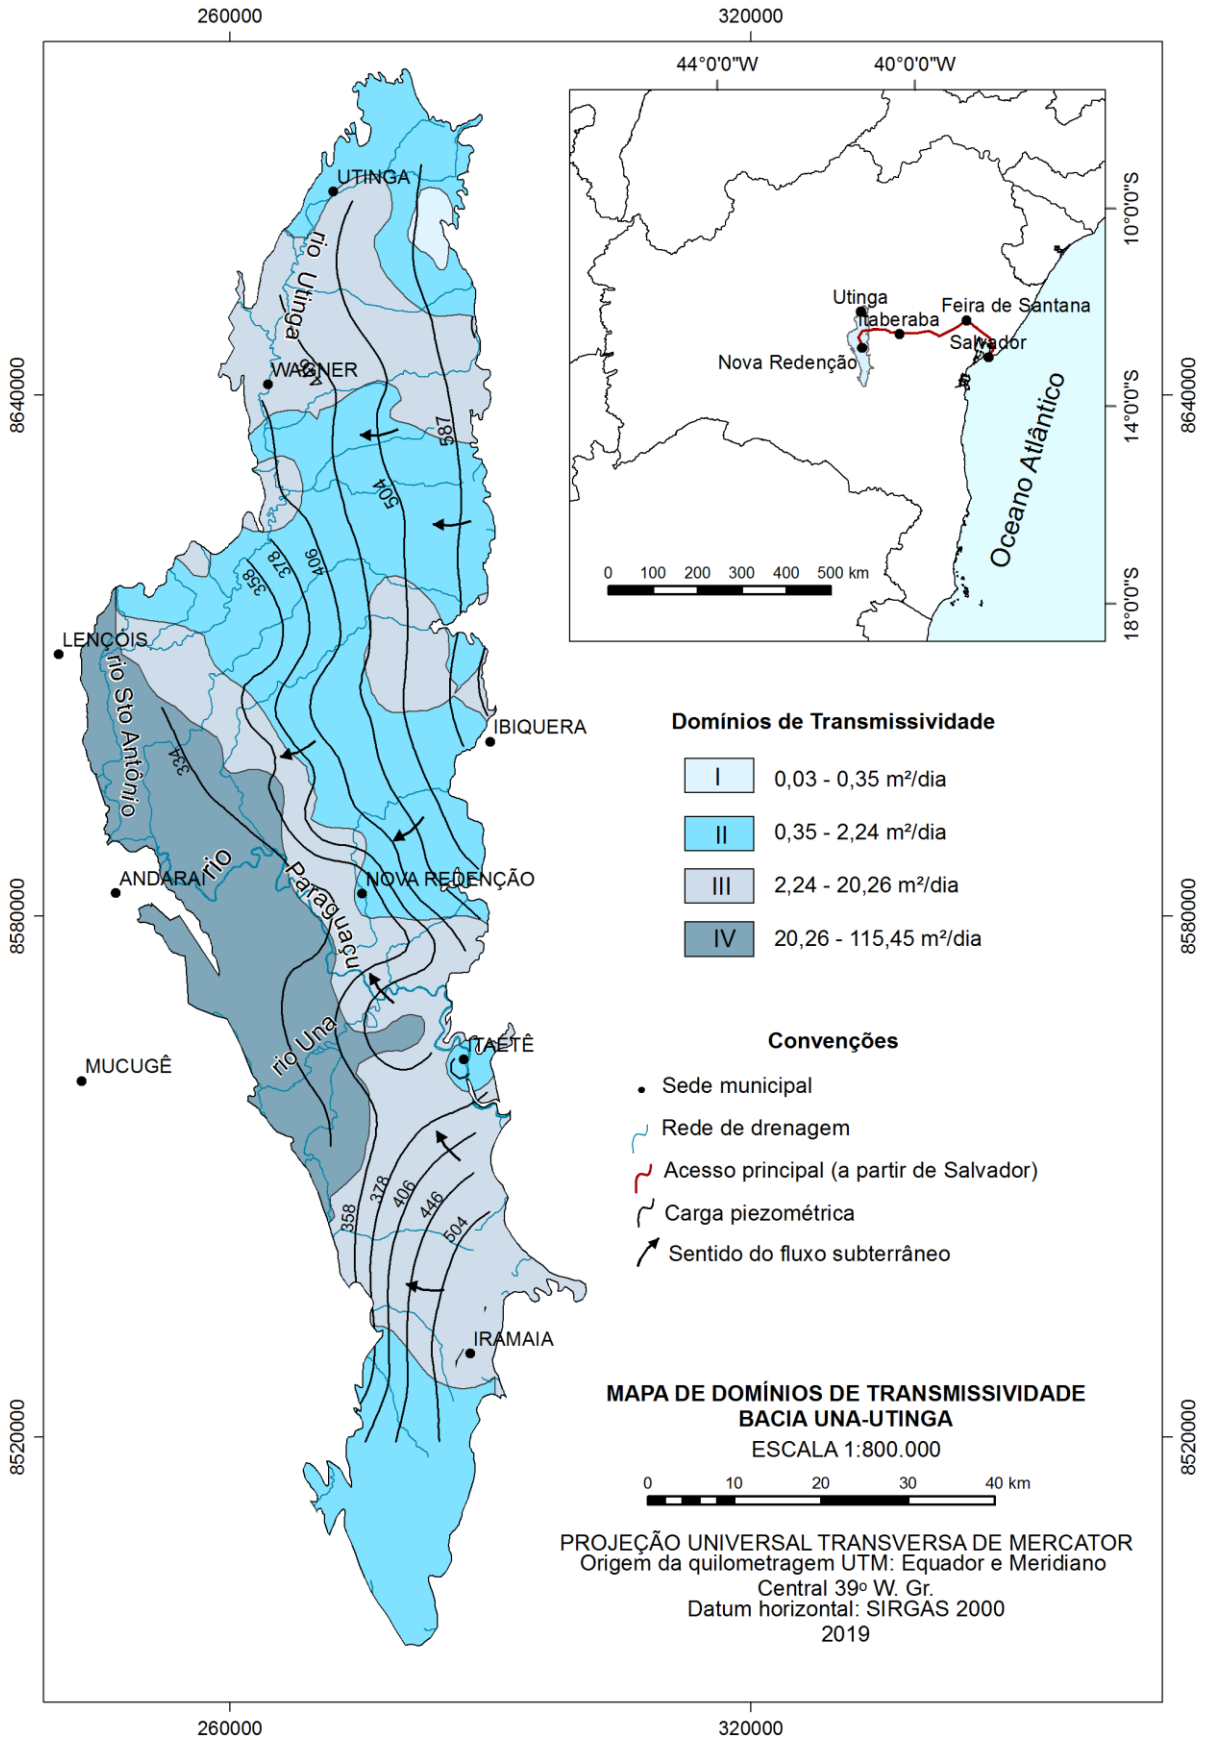 260000
320000
44°0'0"W
40°0'0"W
10°0'0"S
14°0'0"S
18°0'0"S
8640000
8640000
8580000
8580000
8520000
8520000
Utinga
Itaberaba
Feira de Santana
Salvador
Nova Redenção
Oceano Atlântico
0 100 200 300 400 500 km
UTINGA
rio Utinga
WAGNER
587
504
406
378
358
LENÇÓIS
rio Sto Antônio
IBIQUERA
334
rio
Paraguaçu
ANDARAI
NOVA REDENÇÃO
rio Una
ITAETÊ
MUCUGÊ
358
378
406
446
504
IRAMAIA
Domínios de Transmissividade
I 0,03 - 0,35 m²/dia
II 0,35 - 2,24 m²/dia
III 2,24 - 20,26 m²/dia
IV 20,26 - 115,45 m²/dia
Convenções
Sede municipal
Rede de drenagem
Acesso principal (a partir de Salvador)
Carga piezométrica
Sentido do fluxo subterrâneo
MAPA DE DOMÍNIOS DE TRANSMISSIVIDADE
BACIA UNA-UTINGA
ESCALA 1:800.000
0 10 20 30 40 km
PROJEÇÃO UNIVERSAL TRANSVERSA DE MERCATOR
Origem da quilometragem UTM: Equador e Meridiano
Central 39º W. Gr.
Datum horizontal: SIRGAS 2000
2019
260000
320000